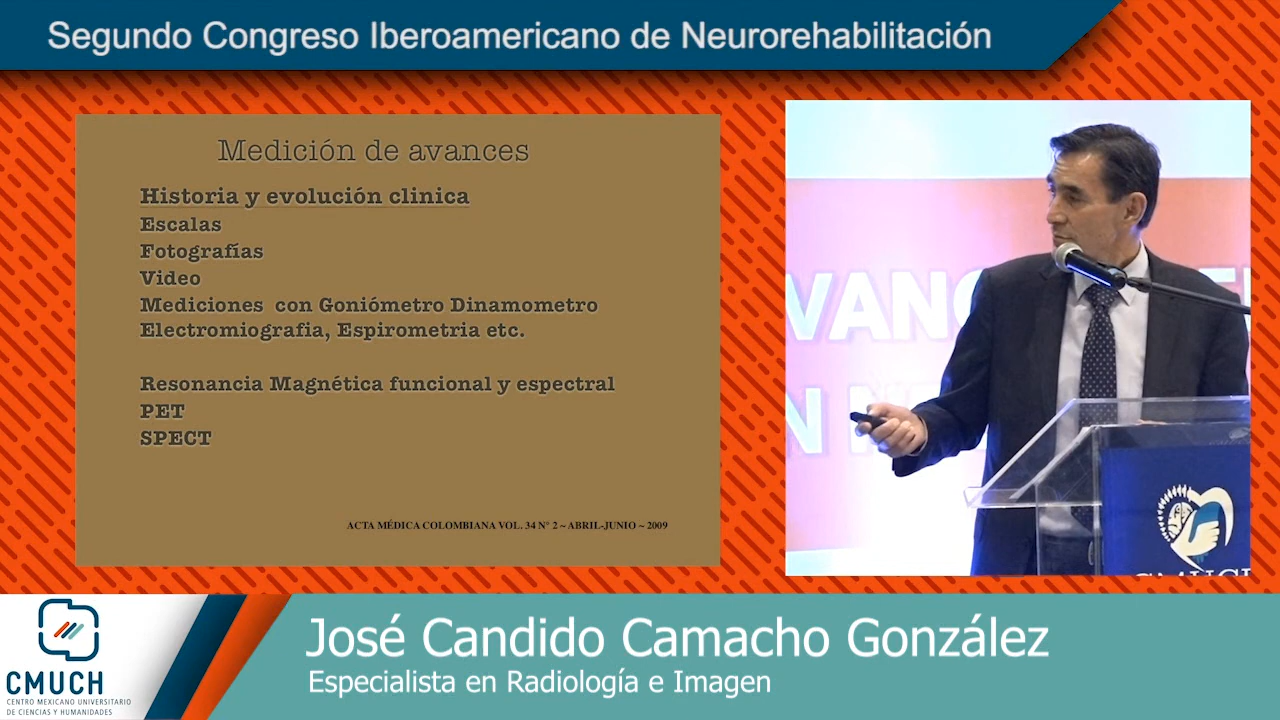 Segundo Congreso Iberoamericano de Neurorehabilitación
Medición de avances
Historia y evolución clinica
Escalas
Fotografías
Video
Mediciones con Goniómetro Dinamometro
Electromiografia, Espirometria etc.
Resonancia Magnética funcional y espectral
PET
SPECT
ACTA MÉDICA COLOMBIANA VOL. 34 N° 2 ~ ABRIL-JUNIO ~ 2009
José Candido Camacho González
Especialista en Radiología e Imagen
CMUCH
CENTRO MEXICANO UNIVERSITARIO
DE CIENCIAS Y HUMANIDADES